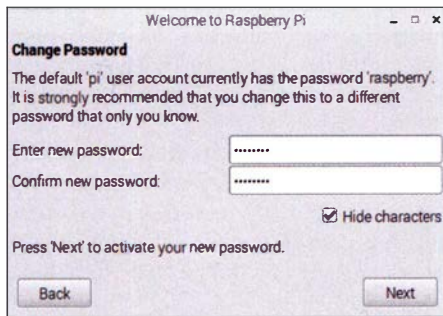 Welcome to Raspberry Pi
Change Password
The default 'pi' user account currently has the password 'raspberry'.
It is strongly recommended that you change this to a different
password that only you know.
Enter new password: ••••••••
Confirm new password: ••••••••
Hide characters
Press 'Next' to activate your new password.
Back Next